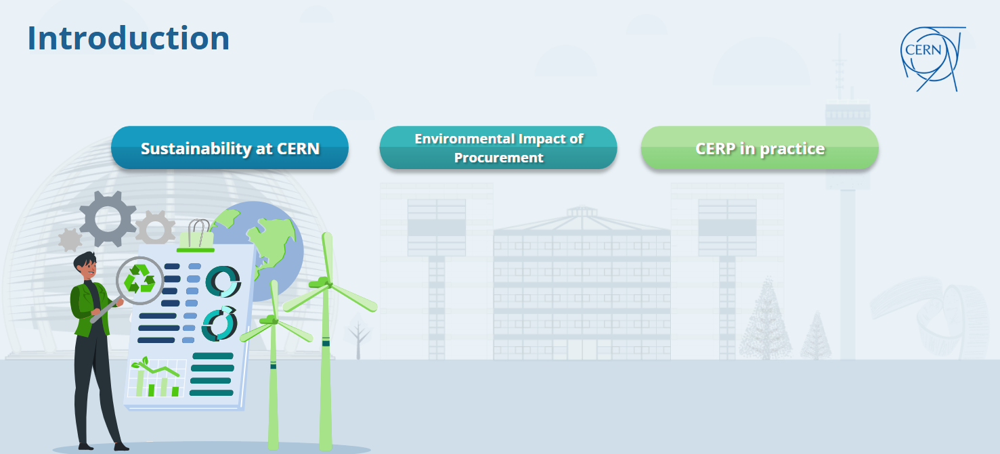 Introduction
CERN
Sustainability at CERN
Environmental Impact of
Procurement
CERP in practice